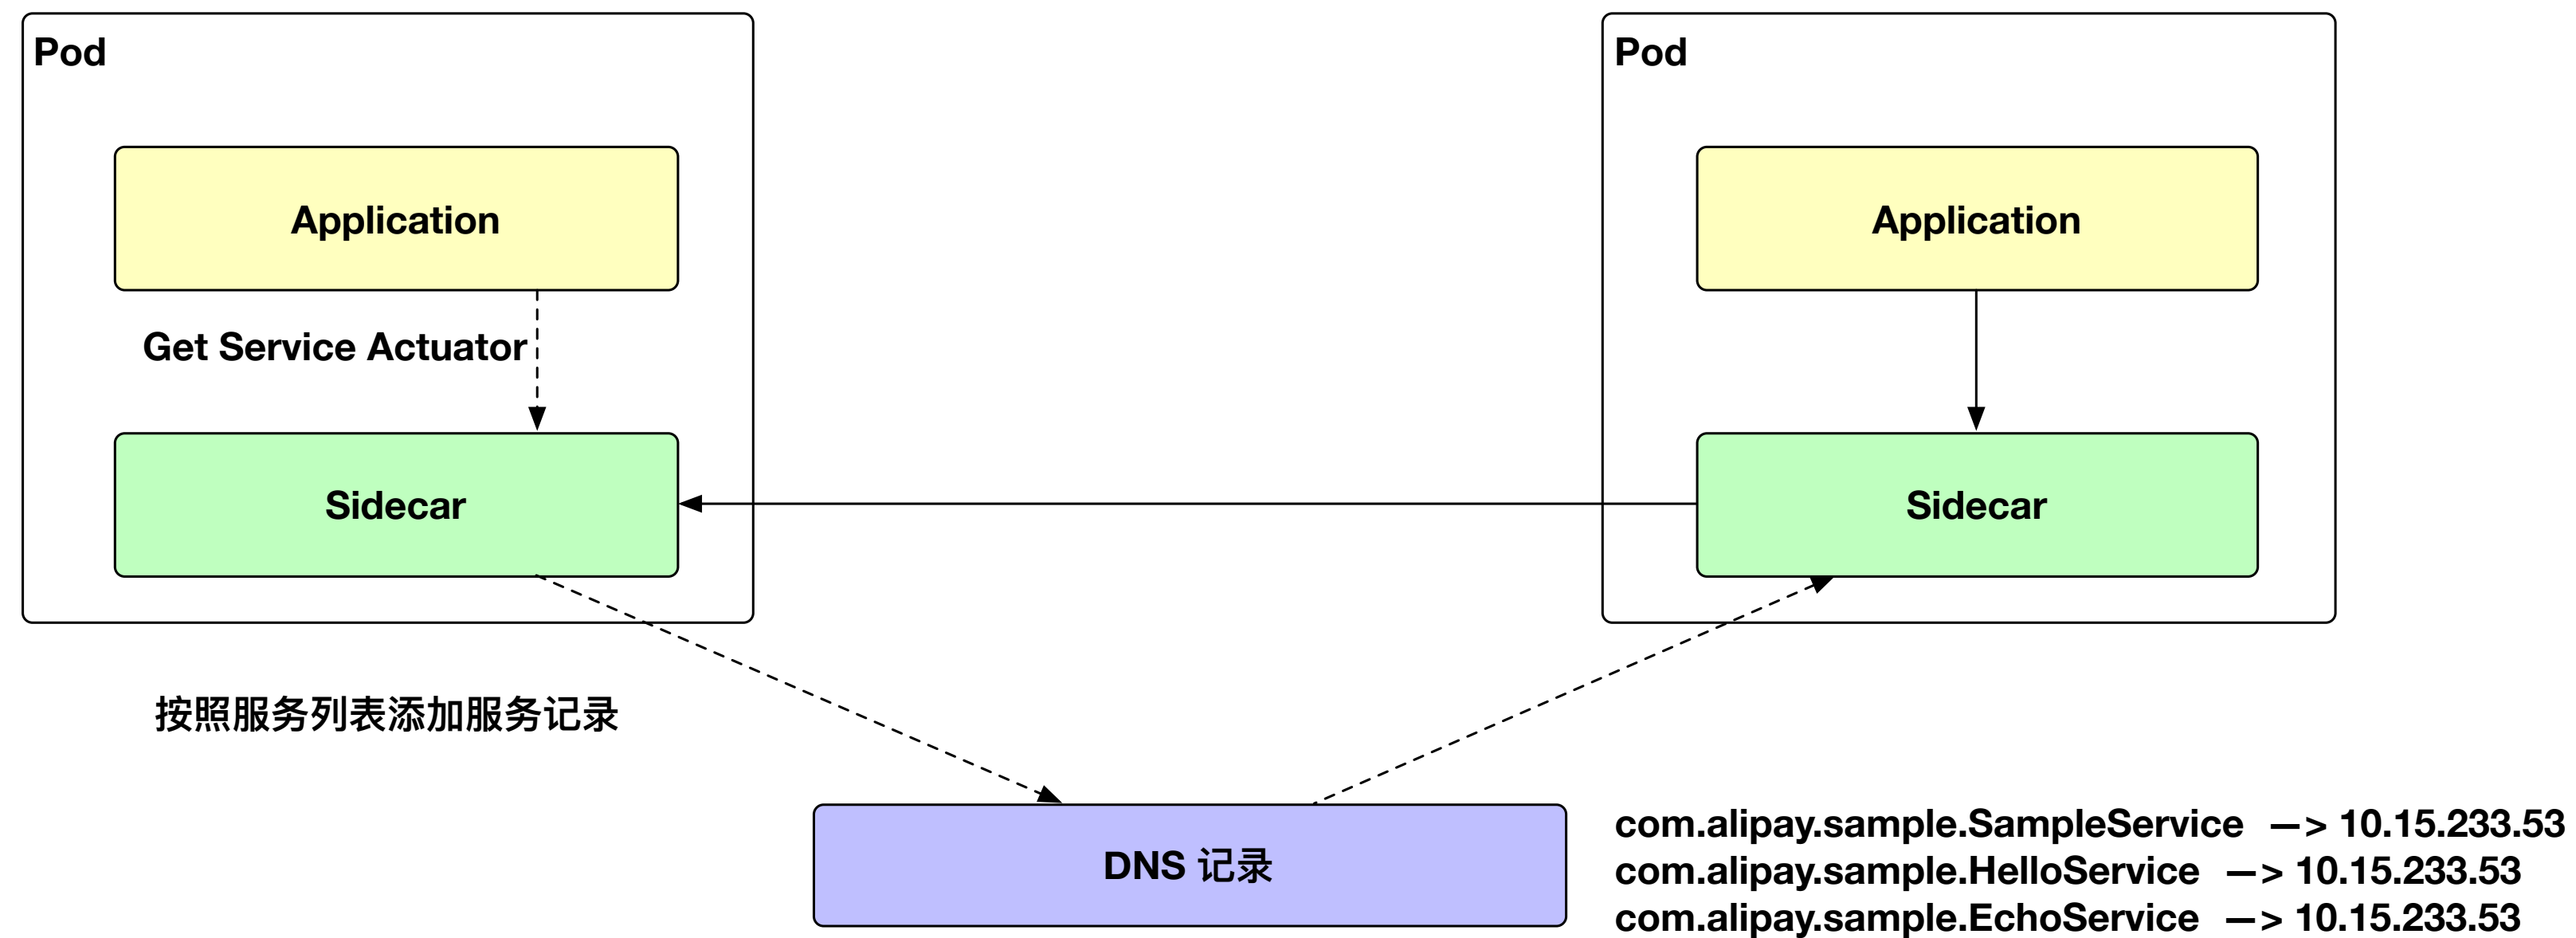 Pod
Pod
Application
Application
Get Service Actuator
Sidecar
Sidecar
按照服务列表添加服务记录
DNS 记录
com.alipay.sample.SampleService —> 10.15.233.53
com.alipay.sample.HelloService —> 10.15.233.53
com.alipay.sample.EchoService —> 10.15.233.53